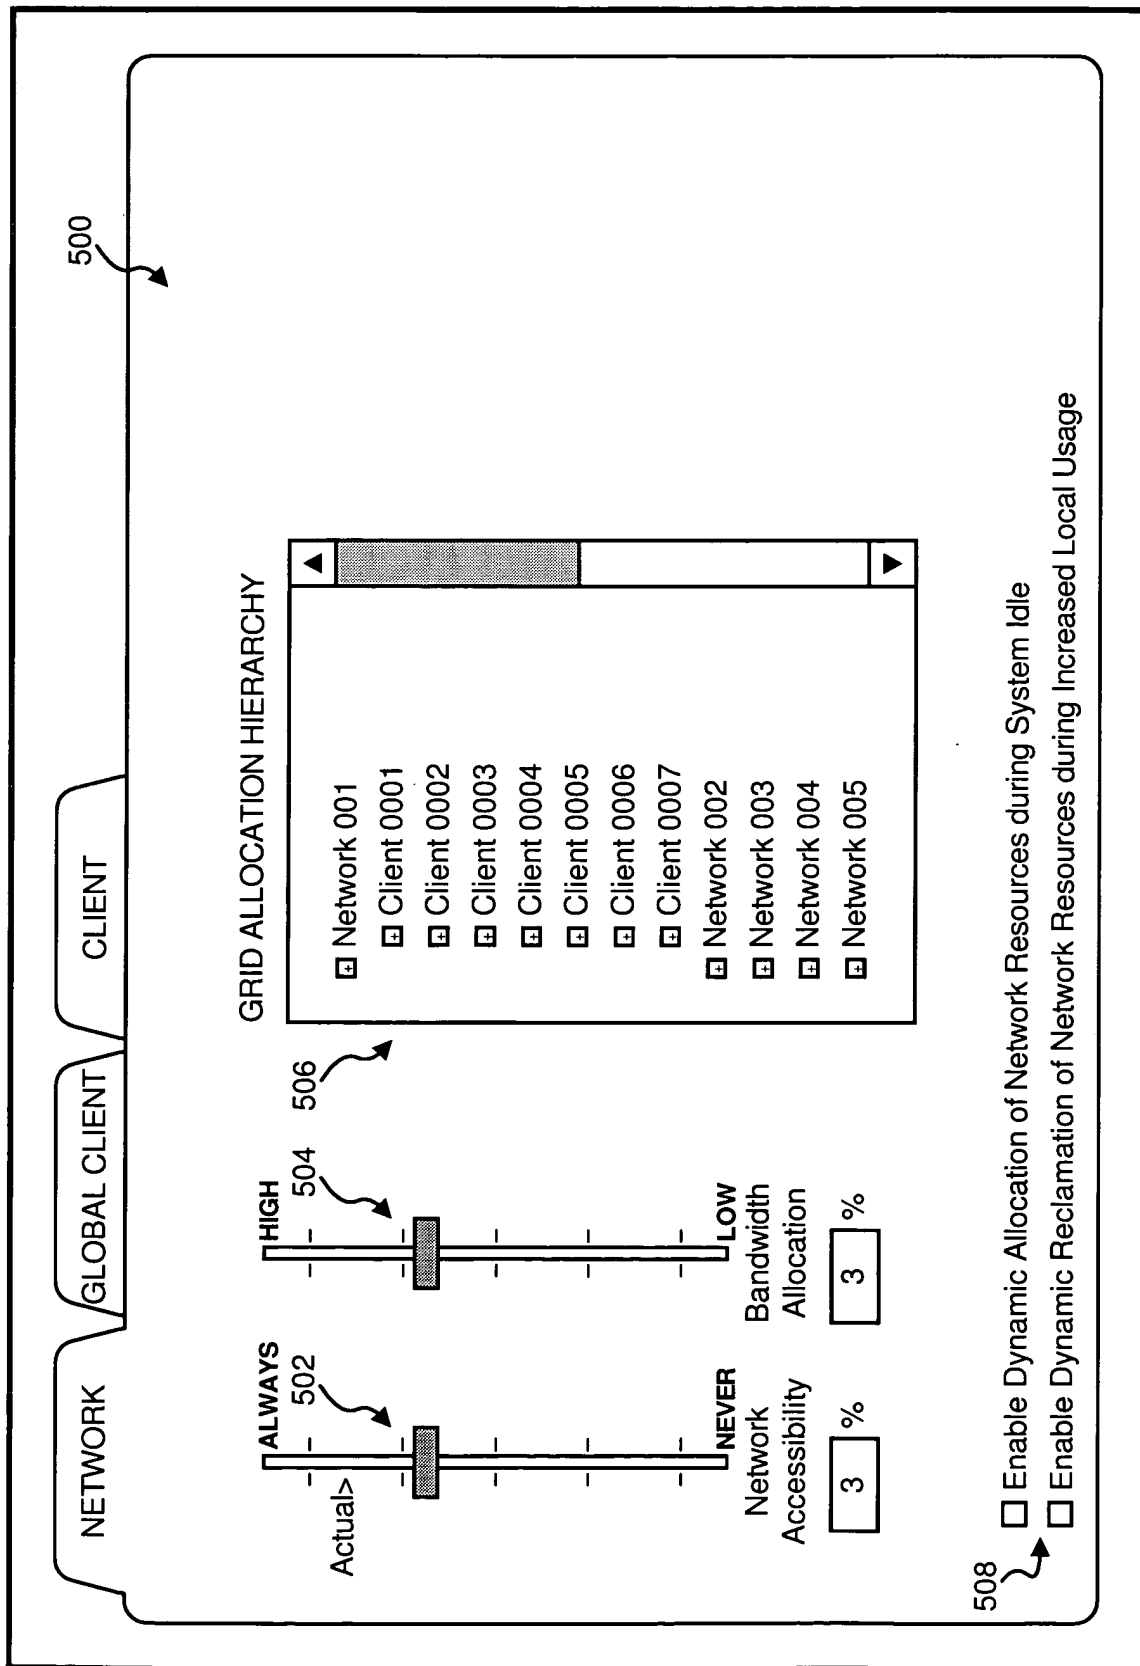 NETWORK
GLOBAL CLIENT
CLIENT
500
ALWAYS
502
Actual>
NEVER
Network
Accessibility
3 %
HIGH
504
LOW
Bandwidth
Allocation
3 %
506
GRID ALLOCATION HIERARCHY
+ Network 001
+ Client 0001
+ Client 0002
+ Client 0003
+ Client 0004
+ Client 0005
+ Client 0006
+ Client 0007
+ Network 002
+ Network 003
+ Network 004
+ Network 005
508
Enable Dynamic Allocation of Network Resources during System Idle
Enable Dynamic Reclamation of Network Resources during Increased Local Usage